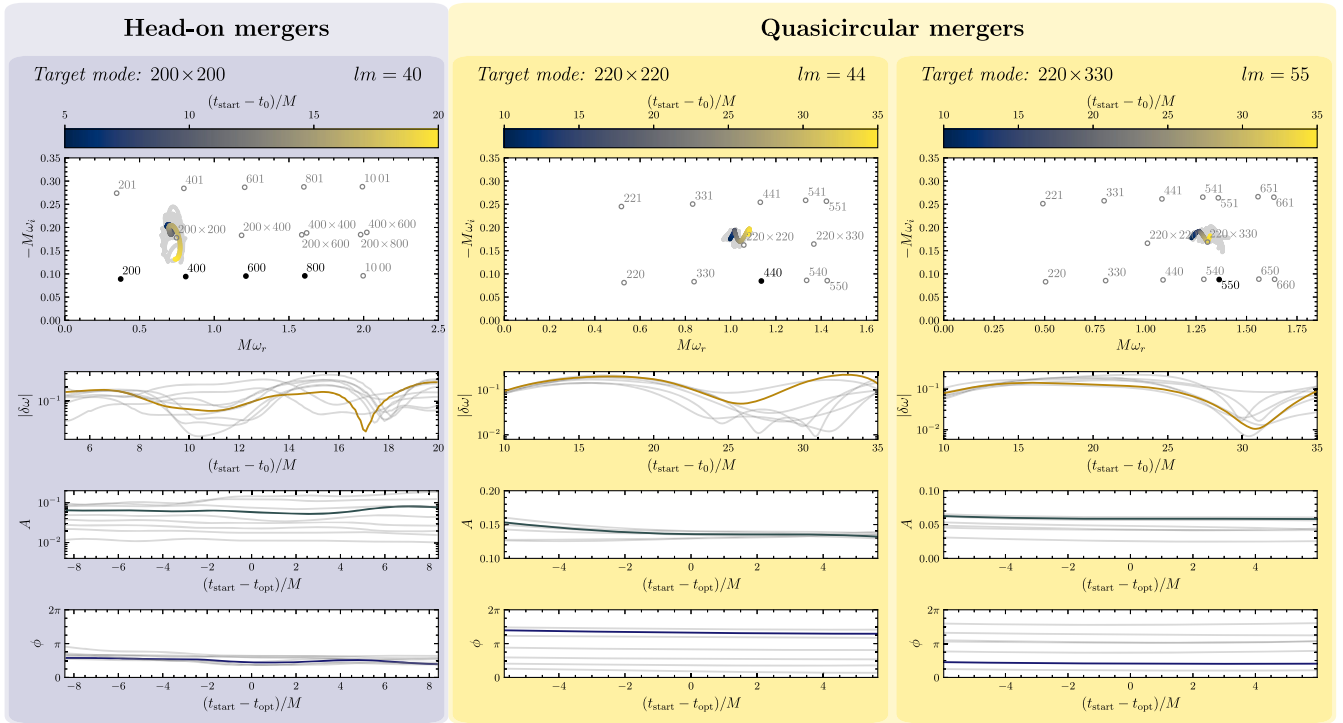 Head-on mergers
Quasicircular mergers
Target mode: 200×200 lm = 40
(t_start − t_0)/M
5 10 15 20
0.35
0.30
0.25
0.20
0.15
0.10
0.05
0.00
−Mω_i
201 401 601 801 10 01
200×200 200×400 400×400 400×600
200×600 200×800
200 400 600 800 10 00
0.0 0.5 1.0 1.5 2.0 2.5
Mω_r
|δω|
10^−1
6 8 10 12 14 16 18 20
(t_start − t_0)/M
A
10^−1
10^−2
−8 −6 −4 −2 0 2 4 6 8
(t_start − t_opt)/M
ϕ
2π
π
0
−8 −6 −4 −2 0 2 4 6 8
(t_start − t_opt)/M
Target mode: 220×220 lm = 44
(t_start − t_0)/M
10 15 20 25 30 35
0.35
0.30
0.25
0.20
0.15
0.10
0.05
0.00
−Mω_i
221 331 441 541
551
220×220 220×330
220 330 440 540
550
0.0 0.2 0.4 0.6 0.8 1.0 1.2 1.4 1.6
Mω_r
|δω|
10^−1
10^−2
10 15 20 25 30 35
(t_start − t_0)/M
A
0.20
0.15
0.10
−4 −2 0 2 4
(t_start − t_opt)/M
ϕ
2π
π
0
−4 −2 0 2 4
(t_start − t_opt)/M
Target mode: 220×330 lm = 55
(t_start − t_0)/M
10 15 20 25 30 35
0.35
0.30
0.25
0.20
0.15
0.10
0.05
0.00
−Mω_i
221 331 441 541 651
551 661
220×330
220 330 440 540 650
550 660
0.00 0.25 0.50 0.75 1.00 1.25 1.50 1.75
Mω_r
|δω|
10^−1
10^−2
10 15 20 25 30 35
(t_start − t_0)/M
A
0.10
0.05
0.00
−4 −2 0 2 4
(t_start − t_opt)/M
ϕ
2π
π
0
−4 −2 0 2 4
(t_start − t_opt)/M